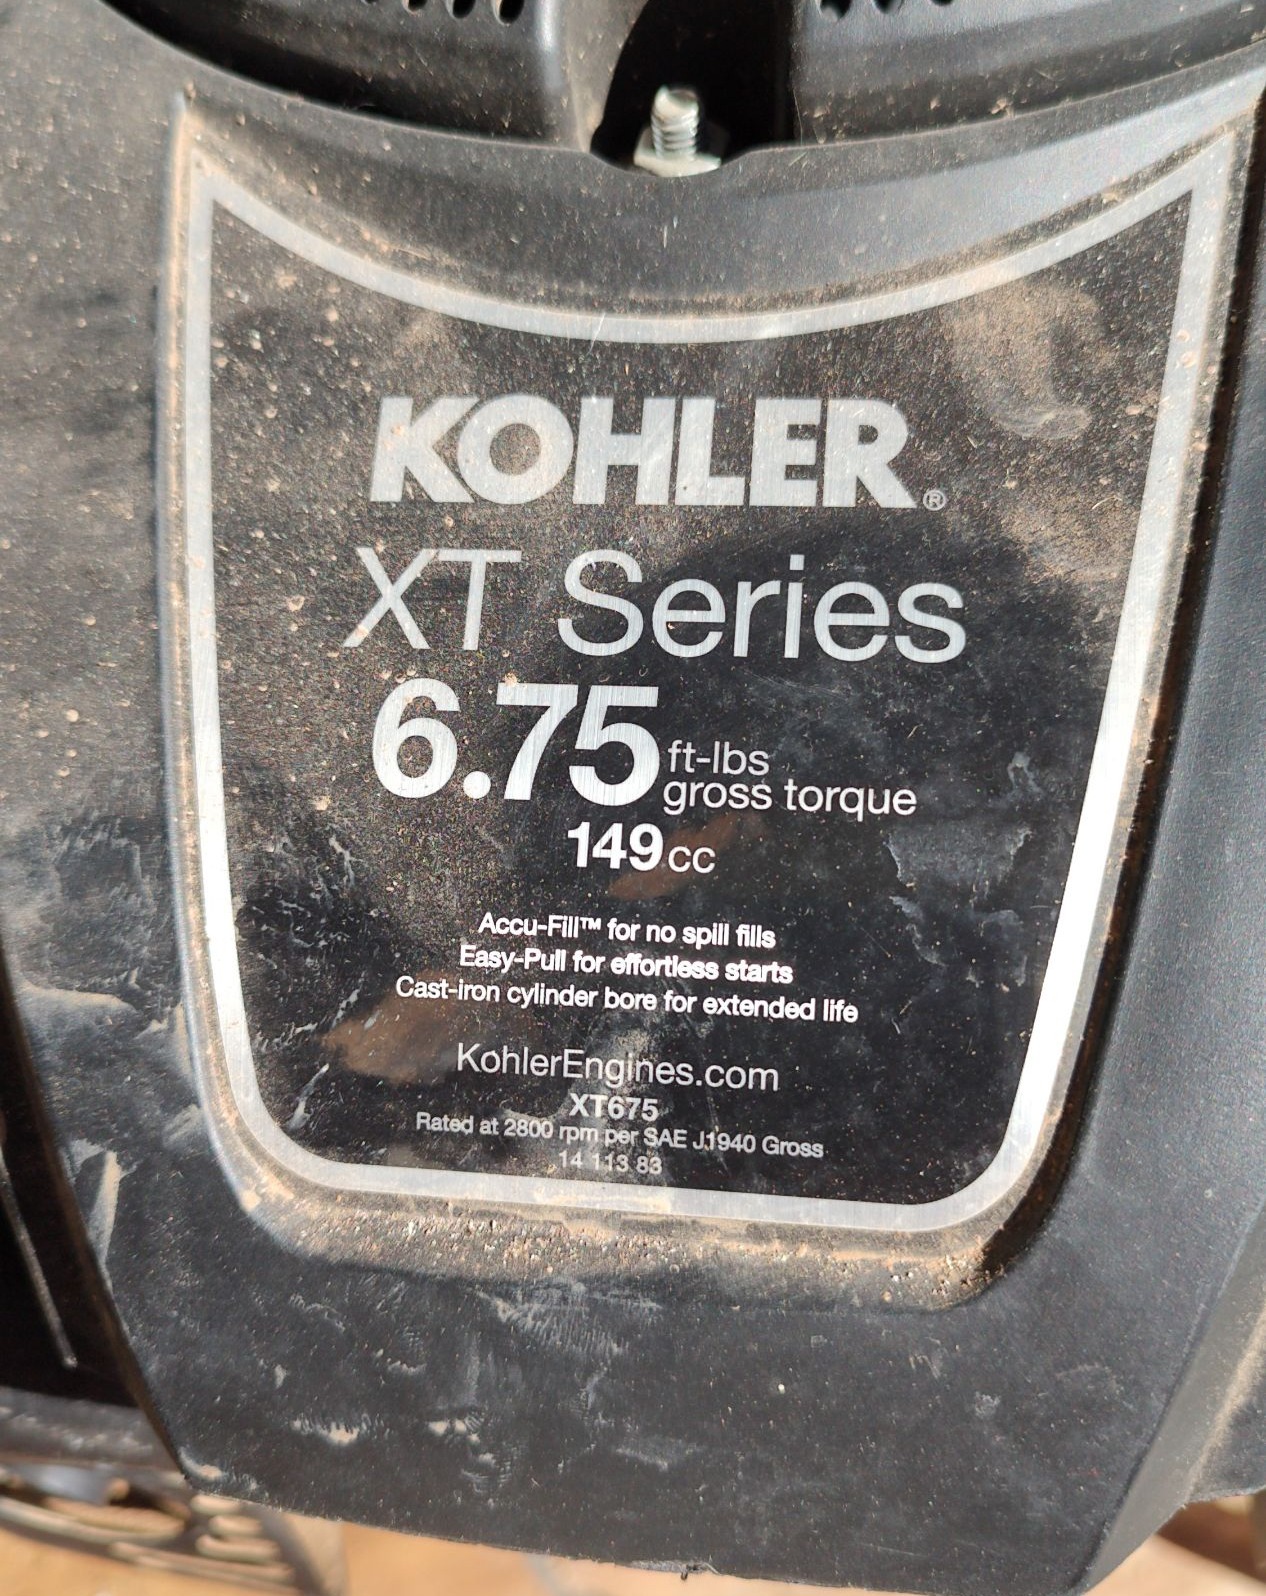 KOHLER®
XT Series
6.75 ft-lbs
gross torque
149cc
Accu-Fill™ for no spill fills
Easy-Pull for effortless starts
Cast-iron cylinder bore for extended life
KohlerEngines.com
XT675
Rated at 2800 rpm per SAE J1940 Gross
14 113 83